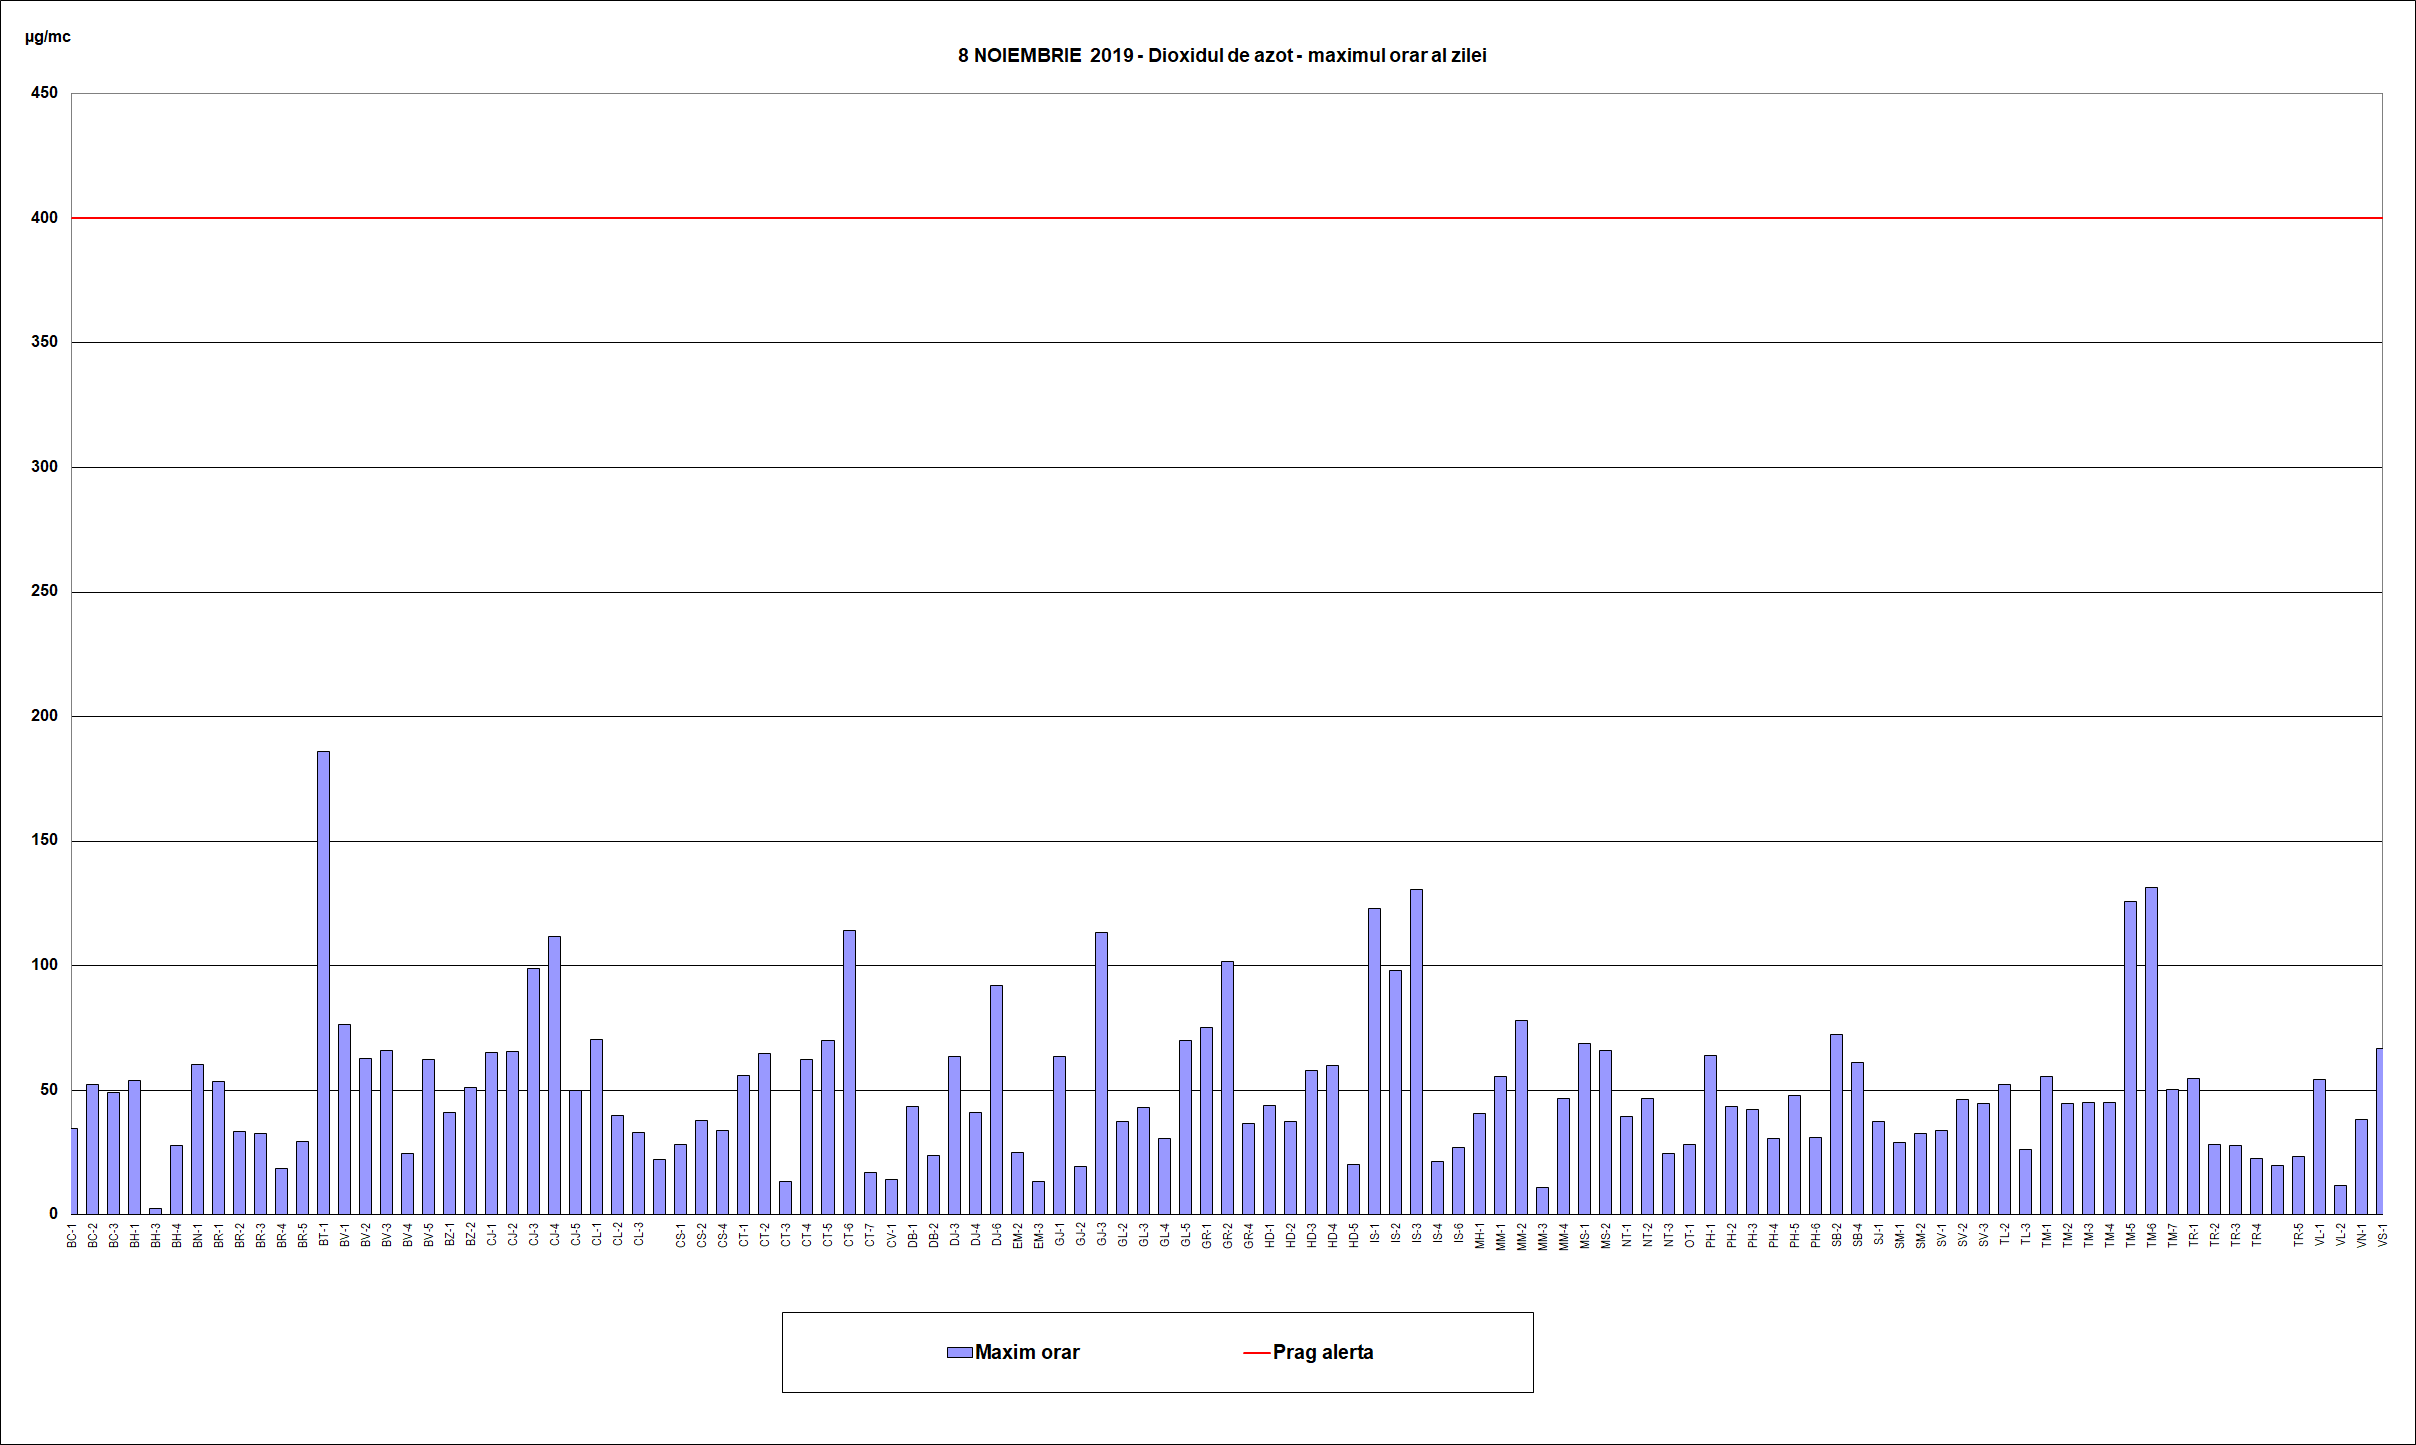 µg/mc
8 NOIEMBRIE  2019 - Dioxidul de azot - maximul orar al zilei
450
400
350
300
250
200
150
100
50
0
BC-1 BC-2 BC-3 BH-1 BH-3 BH-4 BN-1 BR-1 BR-2 BR-3 BR-4 BR-5 BT-1 BV-1 BV-2 BV-3 BV-4 BV-5 BZ-1 BZ-2 CJ-1 CJ-2 CJ-3 CJ-4 CJ-5 CL-1 CL-2 CL-3 CS-1 CS-2 CS-4 CT-1 CT-2 CT-3 CT-4 CT-5 CT-6 CT-7 CV-1 DB-1 DB-2 DJ-3 DJ-4 DJ-6 EM-2 EM-3 GJ-1 GJ-2 GJ-3 GL-2 GL-3 GL-4 GL-5 GR-1 GR-2 GR-4 HD-1 HD-2 HD-3 HD-4 HD-5 IS-1 IS-2 IS-3 IS-4 IS-6 MH-1 MM-1 MM-2 MM-3 MM-4 MS-1 MS-2 NT-1 NT-2 NT-3 OT-1 PH-1 PH-2 PH-3 PH-4 PH-5 PH-6 SB-2 SB-4 SJ-1 SM-1 SM-2 SV-1 SV-2 SV-3 TL-2 TL-3 TM-1 TM-2 TM-3 TM-4 TM-5 TM-6 TM-7 TR-1 TR-2 TR-3 TR-4 TR-5 VL-1 VL-2 VN-1 VS-1
Maxim orar Prag alerta